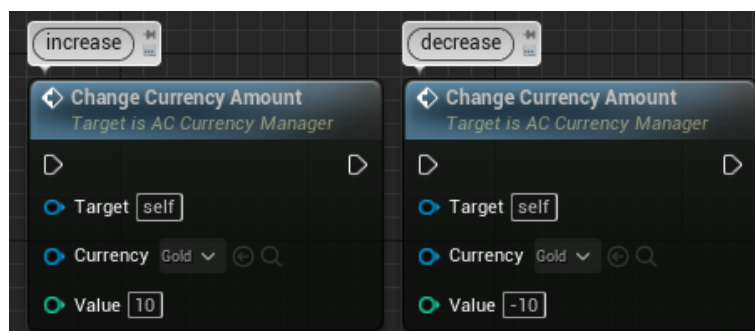 increase
Change Currency Amount
Target is AC Currency Manager
Target self
Currency Gold
Value 10
decrease
Change Currency Amount
Target is AC Currency Manager
Target self
Currency Gold
Value -10